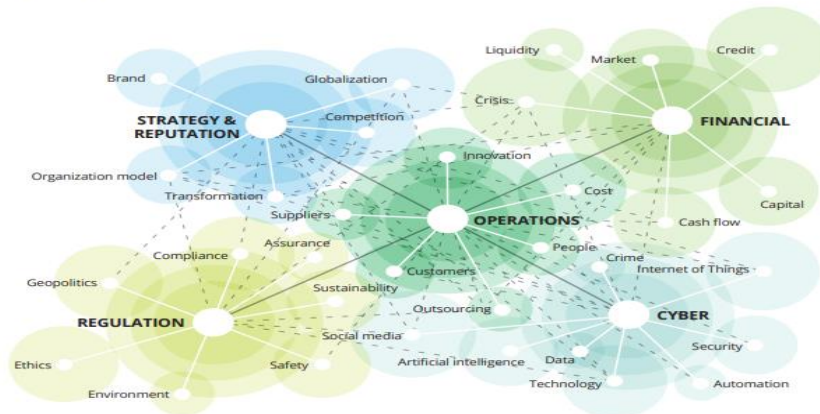 Liquidity
Market
Credit
Brand
Globalization
Crisis
Competition
STRATEGY &
REPUTATION
FINANCIAL
Innovation
Organization model
Transformation
Cost
Capital
Suppliers
OPERATIONS
Cash flow
Assurance
People
Compliance
Crime
Geopolitics
Customers
Internet of Things
Sustainability
Outsourcing
REGULATION
CYBER
Social media
Security
Ethics
Safety
Artificial intelligence
Data
Technology
Automation
Environment